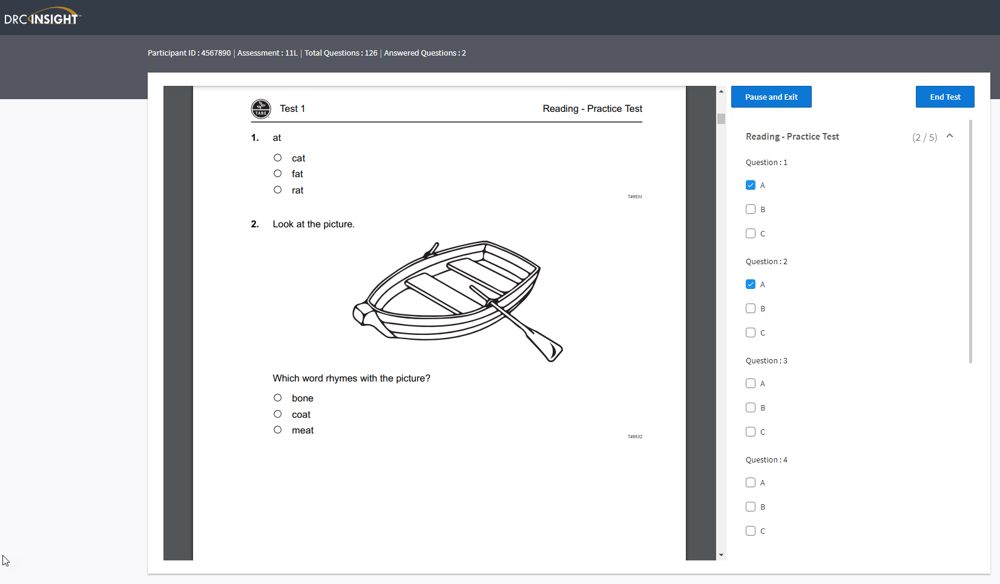 DRC INSIGHT™
Participant ID : 4567890 | Assessment : 11L | Total Questions : 126 | Answered Questions : 2
TABE
Test 1
Reading - Practice Test
1. at
cat
fat
rat
749531
2. Look at the picture.
Which word rhymes with the picture?
bone
coat
meat
749532
Pause and Exit
End Test
Reading - Practice Test (2 / 5)
Question : 1
A
B
C
Question : 2
A
B
C
Question : 3
A
B
C
Question : 4
A
B
C